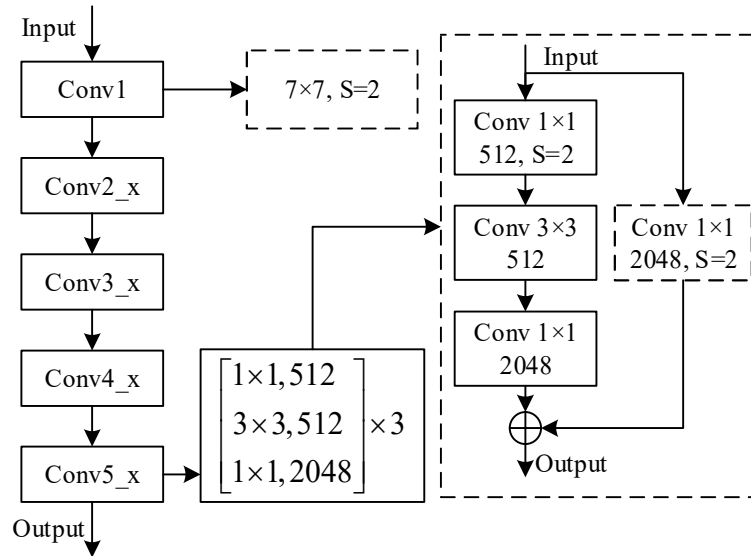 Input
Conv1
Conv2_x
Conv3_x
Conv4_x
Conv5_x
Output
7×7, S=2
1×1,512
3×3,512
1×1,2048
×3
Input
Conv 1×1
512, S=2
Conv 3×3
512
Conv 1×1
2048
Conv 1×1
2048, S=2
Output